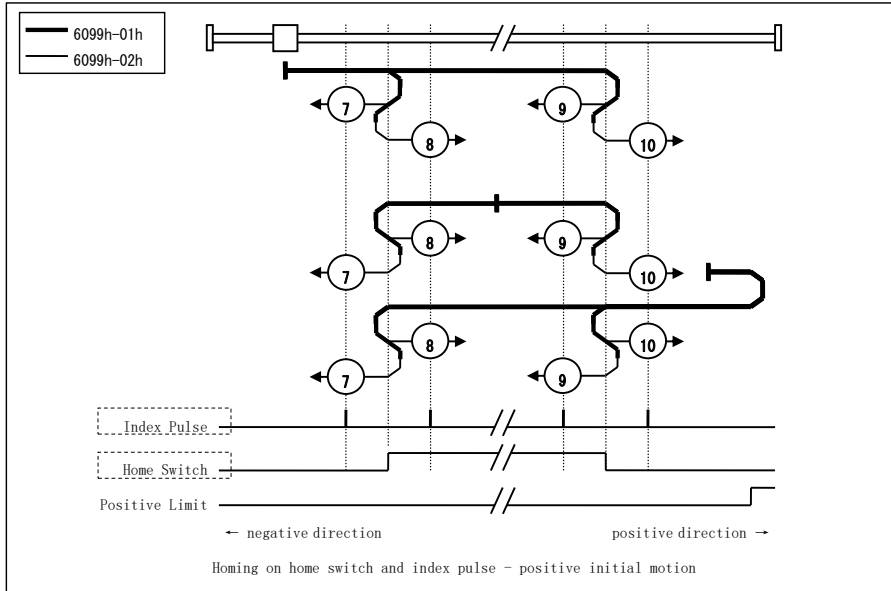 6099h-01h
6099h-02h
7
9
8
10
8
9
7
10
8
10
7
9
Index Pulse
Home Switch
Positive Limit
← negative direction positive direction →
Homing on home switch and index pulse - positive initial motion